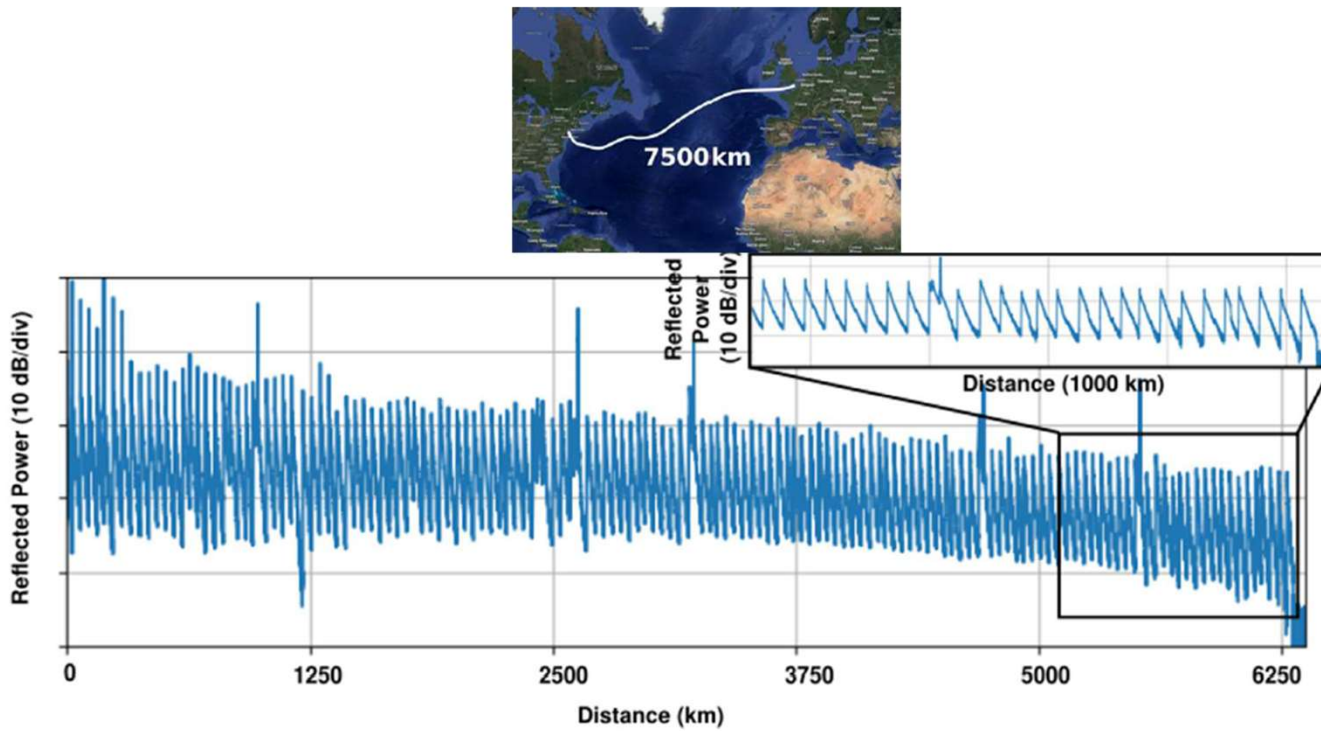 7500km
Reflected
Power
(10 dB/div)
Distance (1000 km)
Reflected Power (10 dB/div)
0
1250
2500
3750
5000
6250
Distance (km)